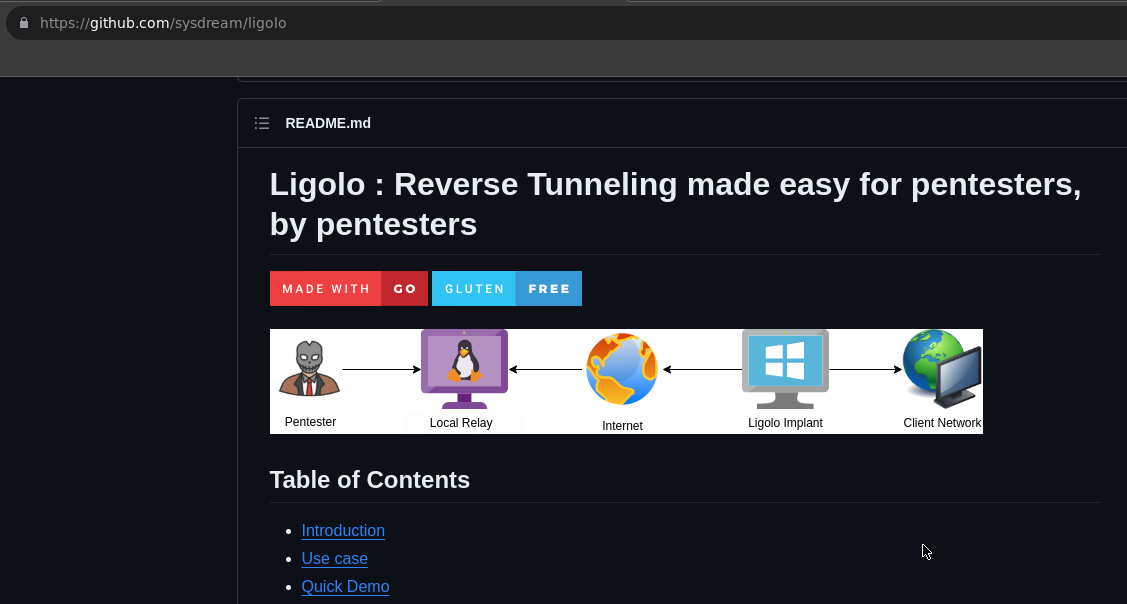 https://github.com/sysdream/ligolo
README.md
Ligolo : Reverse Tunneling made easy for pentesters,
by pentesters
MADE WITH GO GLUTEN FREE
Pentester Local Relay Internet Ligolo Implant Client Network
Table of Contents
Introduction
Use case
Quick Demo